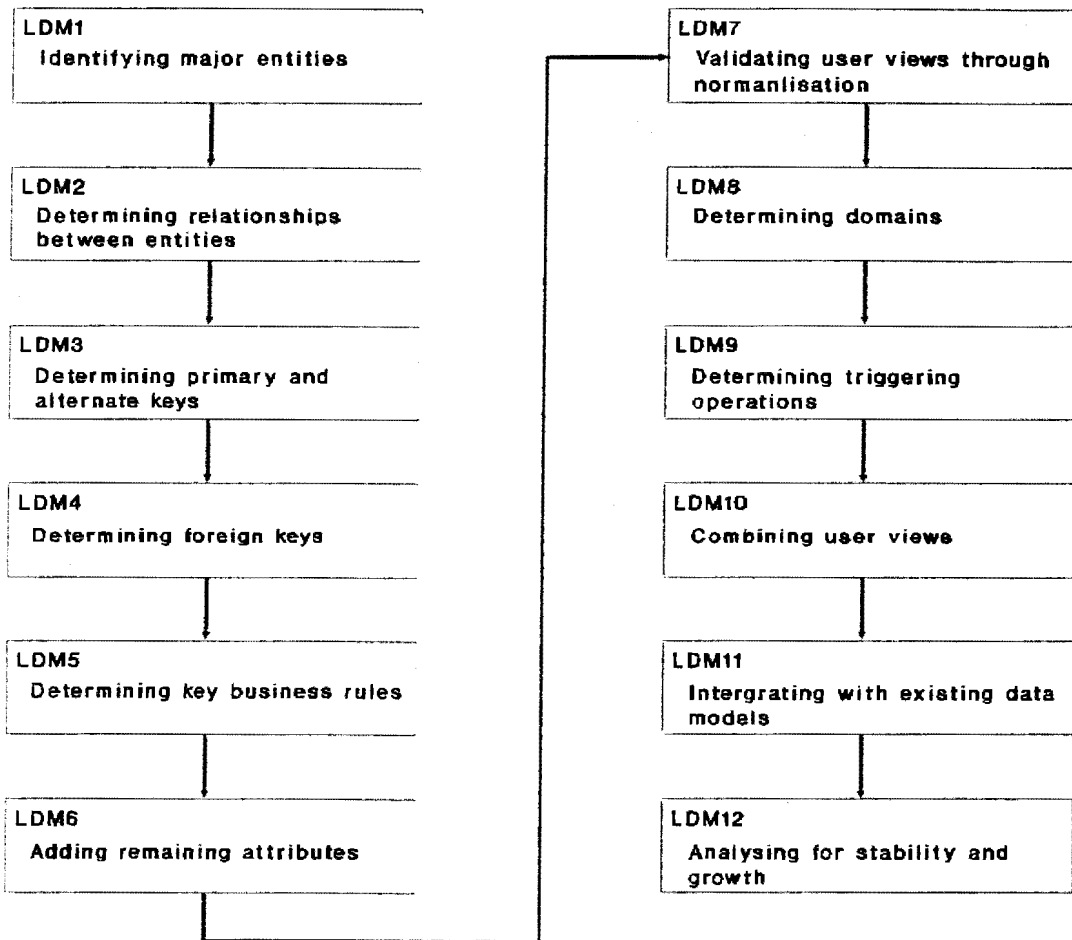 LDM1
Identifying major entities
LDM2
Determining relationships
between entities
LDM3
Determining primary and
alternate keys
LDM4
Determining foreign keys
LDM5
Determining key business rules
LDM6
Adding remaining attributes
LDM7
Validating user views through
normanlisation
LDM8
Determining domains
LDM9
Determining triggering
operations
LDM10
Combining user views
LDM11
Intergrating with existing data
models
LDM12
Analysing for stability and
growth